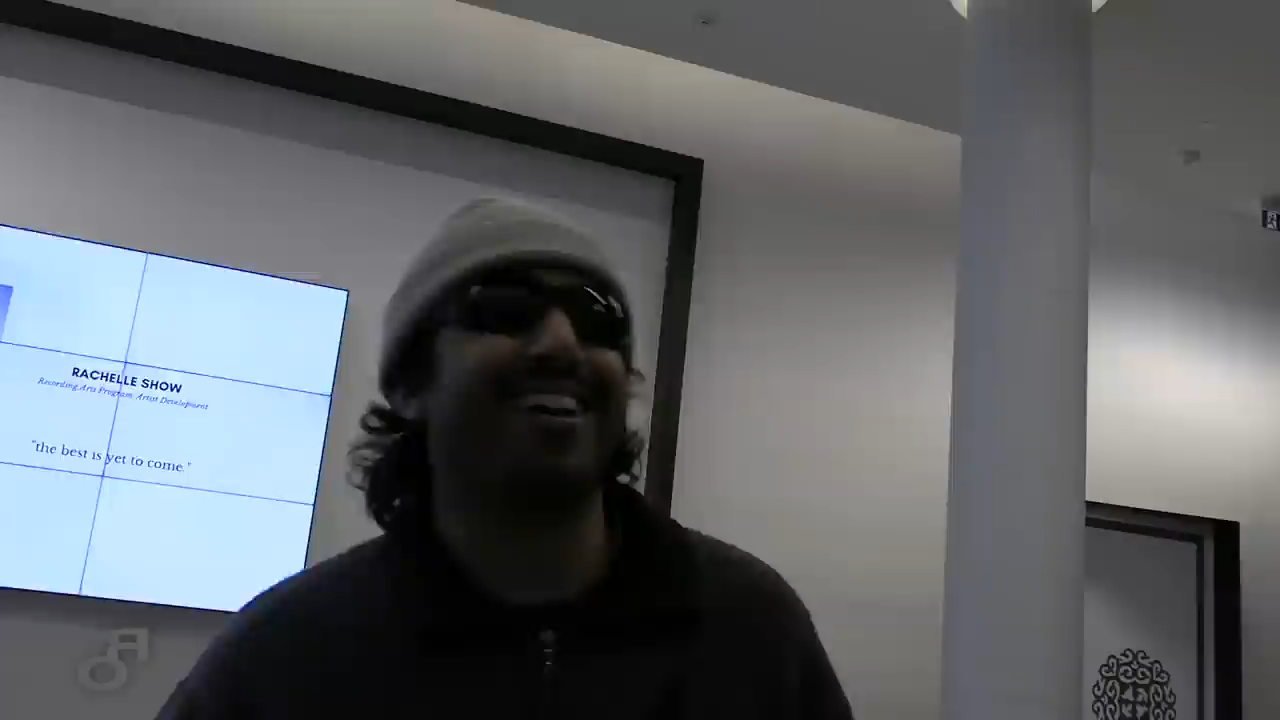 RACHELLE SHOW
Recording Arts Program Artist Development
"the best is yet to come."